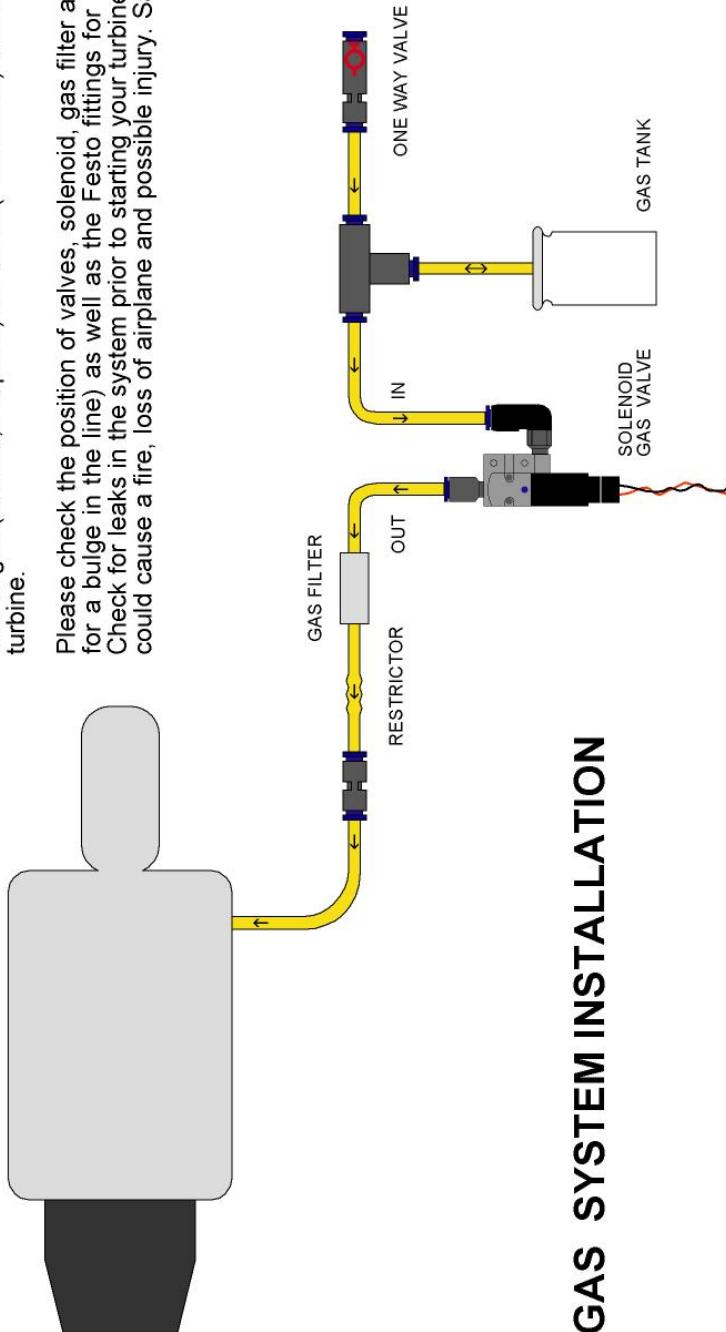 turbine.
Please check the position of valves, solenoid, gas filter
for a bulge in the line) as well as the Festo fittings for
Check for leaks in the system prior to starting your turbine
could cause a fire, loss of airplane and possible injury.
ONE WAY VALVE
GAS TANK
IN
SOLENOID
GAS VALVE
OUT
GAS FILTER
RESTRICTOR
GAS SYSTEM INSTALLATION